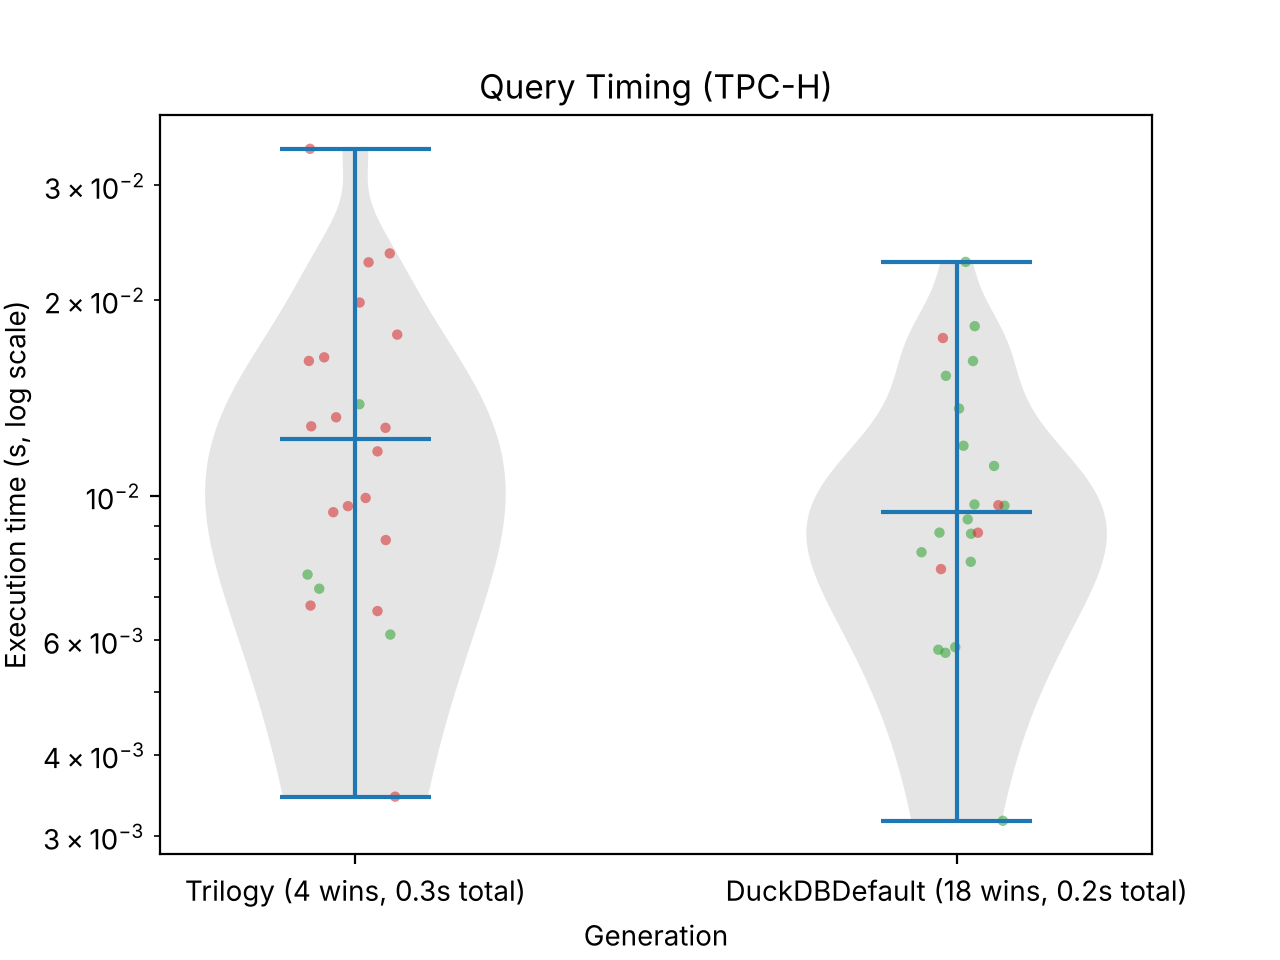 Query Timing (TPC-H)
Execution time (s, log scale)
3 × 10⁻²
2 × 10⁻²
10⁻²
6 × 10⁻³
4 × 10⁻³
3 × 10⁻³
Trilogy (4 wins, 0.3s total)
DuckDBDefault (18 wins, 0.2s total)
Generation